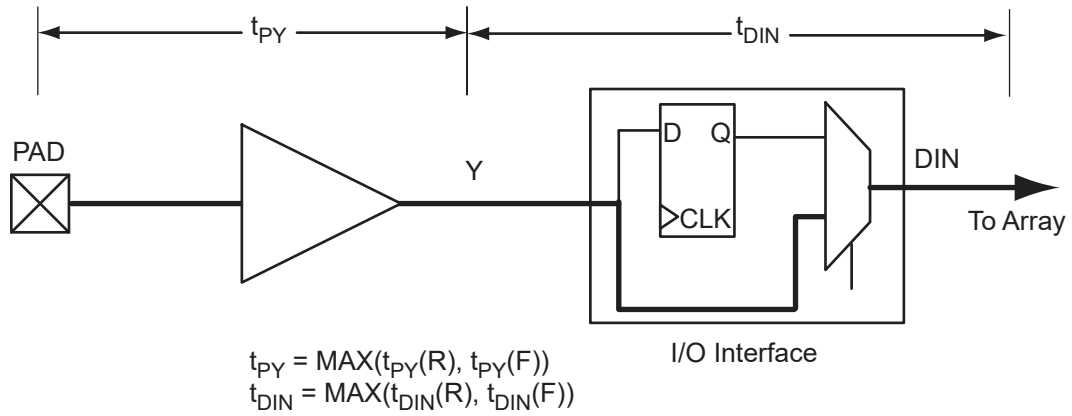 tPY
tDIN
PAD
Y
D Q
CLK
DIN
To Array
I/O Interface
tPY = MAX(tPY(R), tPY(F))
tDIN = MAX(tDIN(R), tDIN(F))